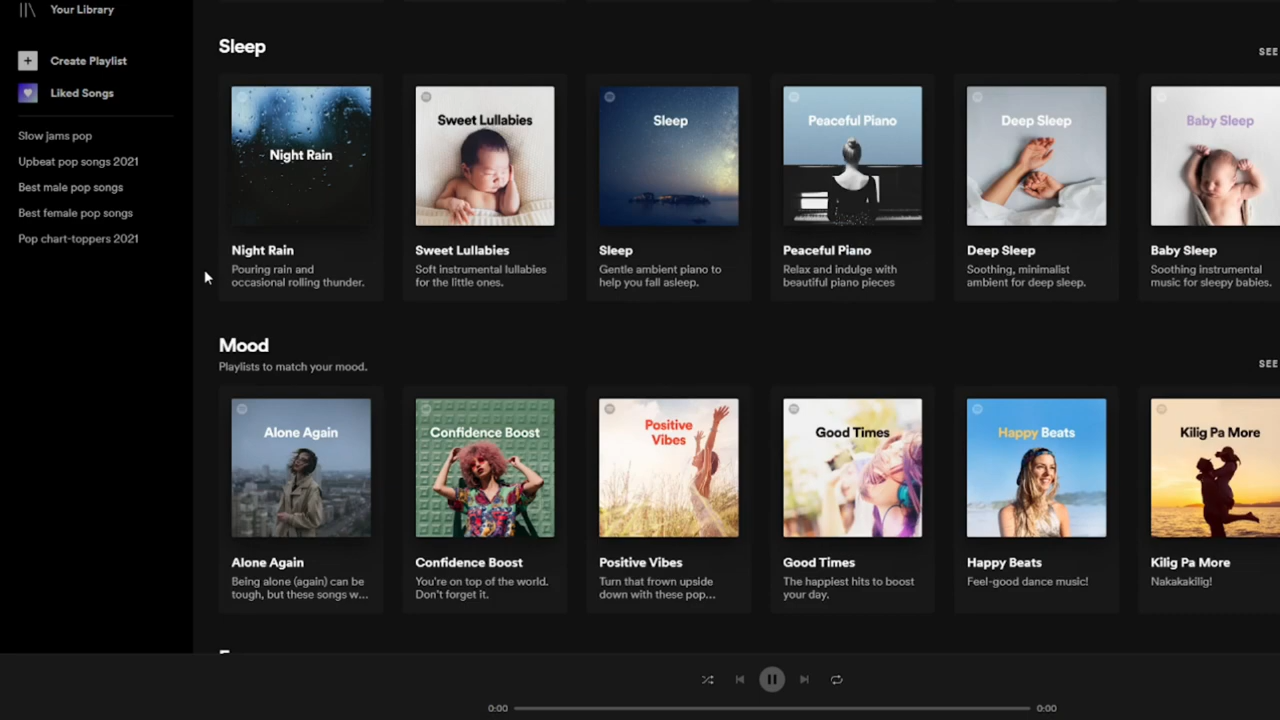 Your Library
Create Playlist
Liked Songs
Slow jams pop
Upbeat pop songs 2021
Best male pop songs
Best female pop songs
Pop chart-toppers 2021
Sleep
SEE
Night Rain
Sweet Lullabies
Sleep
Peaceful Piano
Deep Sleep
Baby Sleep
Night Rain
Pouring rain and
occasional rolling thunder.
Sweet Lullabies
Soft instrumental lullabies
for the little ones.
Sleep
Gentle ambient piano to
help you fall asleep.
Peaceful Piano
Relax and indulge with
beautiful piano pieces
Deep Sleep
Soothing, minimalist
ambient for deep sleep.
Baby Sleep
Soothing instrumental
music for sleepy babies.
Mood
Playlists to match your mood.
SEE
Alone Again
Confidence Boost
Positive
Vibes
Good Times
Happy Beats
Kilig Pa More
Alone Again
Being alone (again) can be
tough, but these songs w...
Confidence Boost
You're on top of the world.
Don't forget it.
Positive Vibes
Turn that frown upside
down with these pop...
Good Times
The happiest hits to boost
your day.
Happy Beats
Feel-good dance music!
Kilig Pa More
Nakakakilig!
0:00
0:00